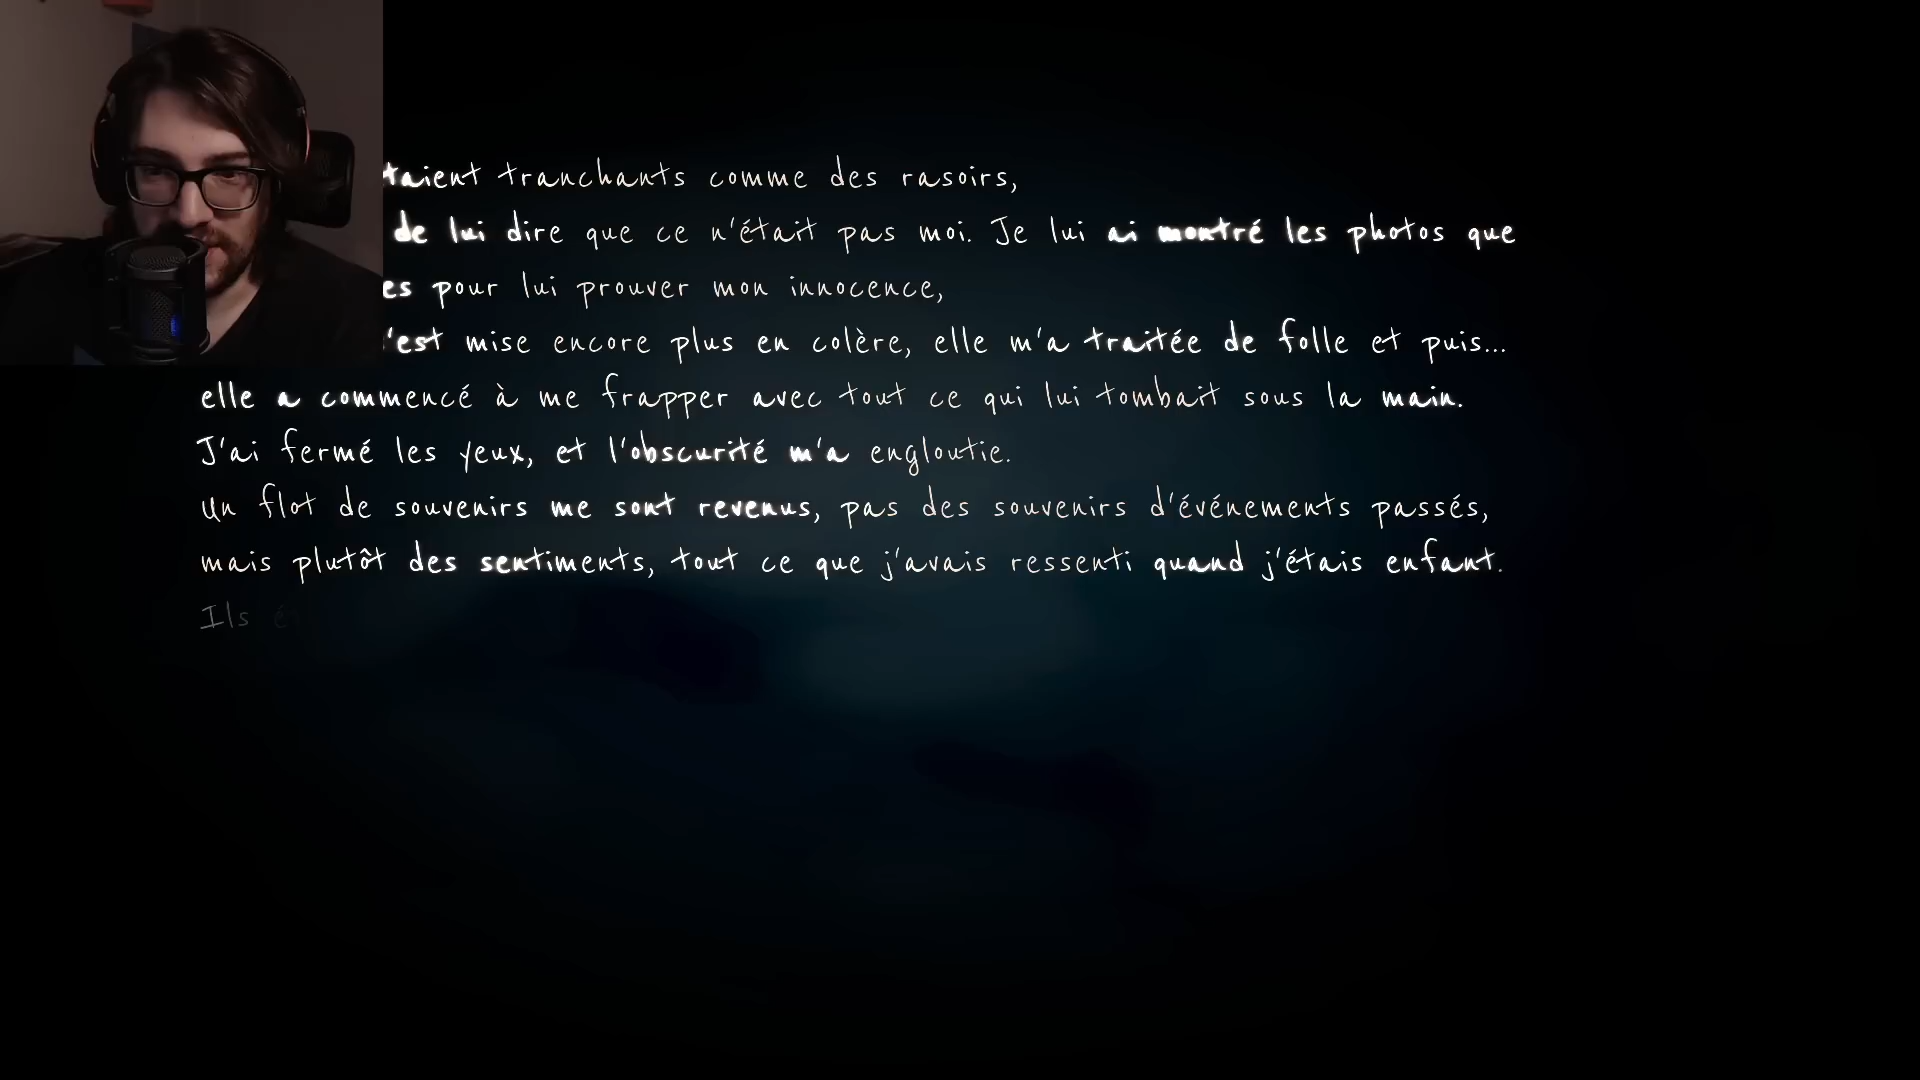 taient tranchants comme des rasoirs,
de lui dire que ce n'était pas moi. Je lui ai montré les photos que
es pour lui prouver mon innocence,
'est mise encore plus en colère, elle m'a traitée de folle et puis...
elle a commencé à me frapper avec tout ce qui lui tombait sous la main.
J'ai fermé les yeux, et l'obscurité m'a engloutie.
Un flot de souvenirs me sont revenus, pas des souvenirs d'événements passés,
mais plutôt des sentiments, tout ce que j'avais ressenti quand j'étais enfant.
Ils é